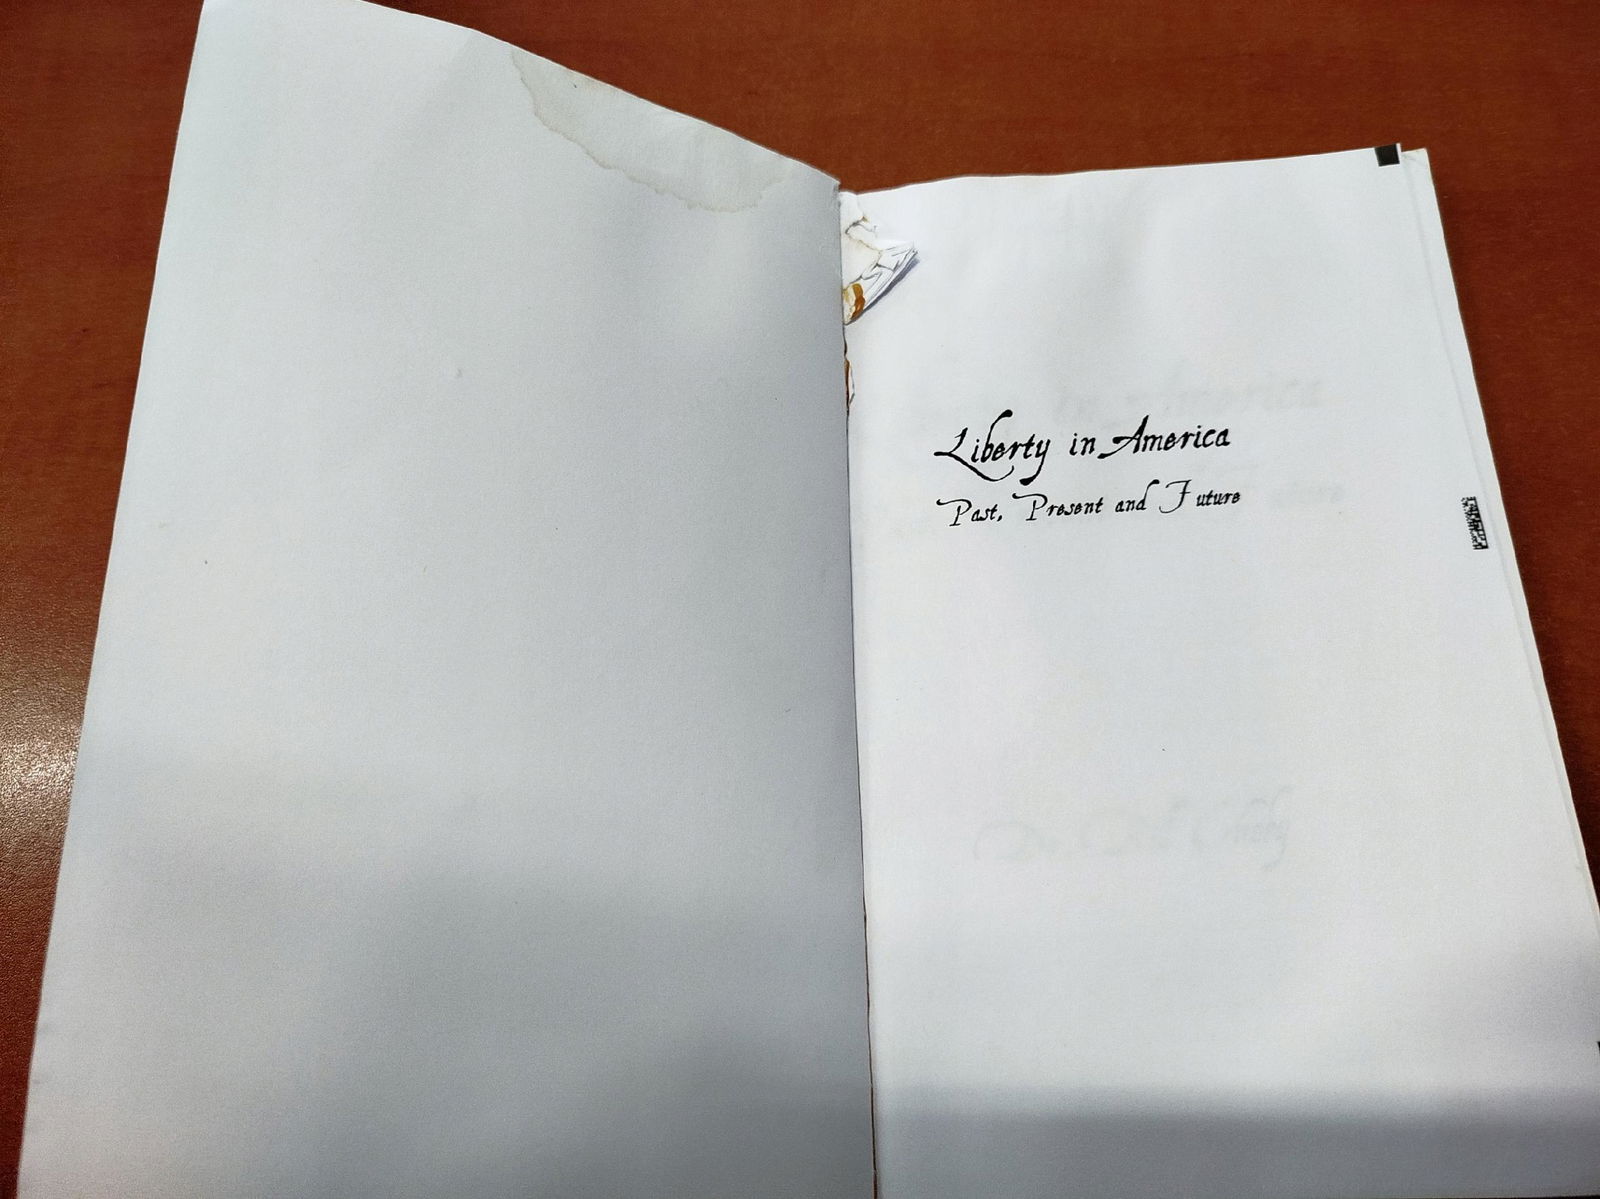 Liberty in America
Past, Present and Future